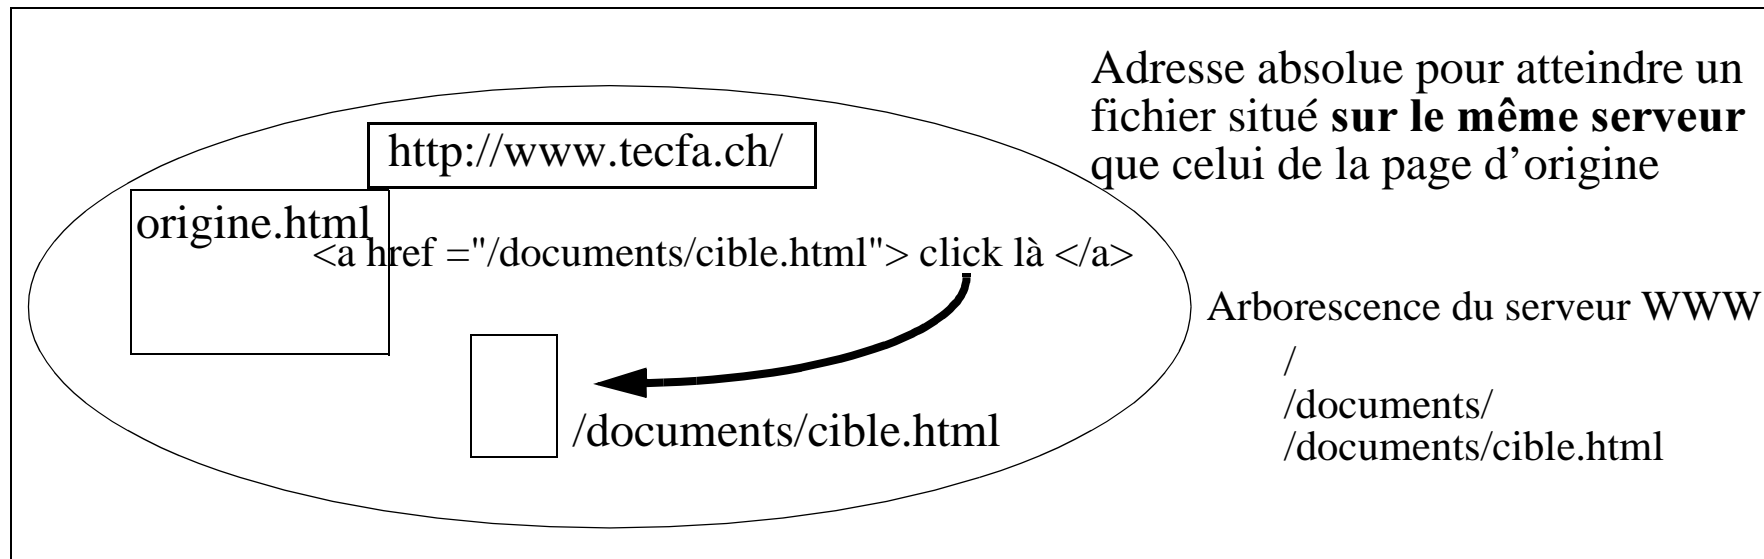 Adresse absolue pour atteindre un
fichier situé sur le même serveur
que celui de la page d’origine
http://www.tecfa.ch/
origine.html
<a href ="/documents/cible.html"> click là </a>
/documents/cible.html
Arborescence du serveur WWW
/
/documents/
/documents/cible.html